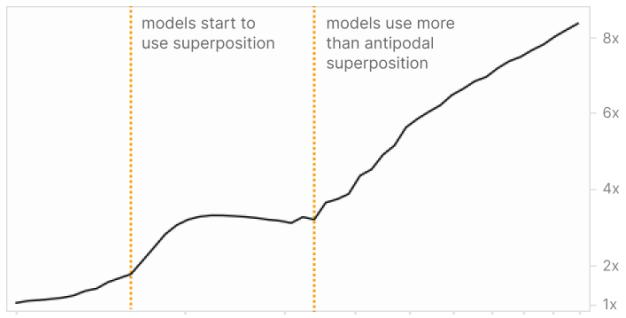 models start to
use superposition
models use more
than antipodal
superposition
8x
6x
4x
2x
1x